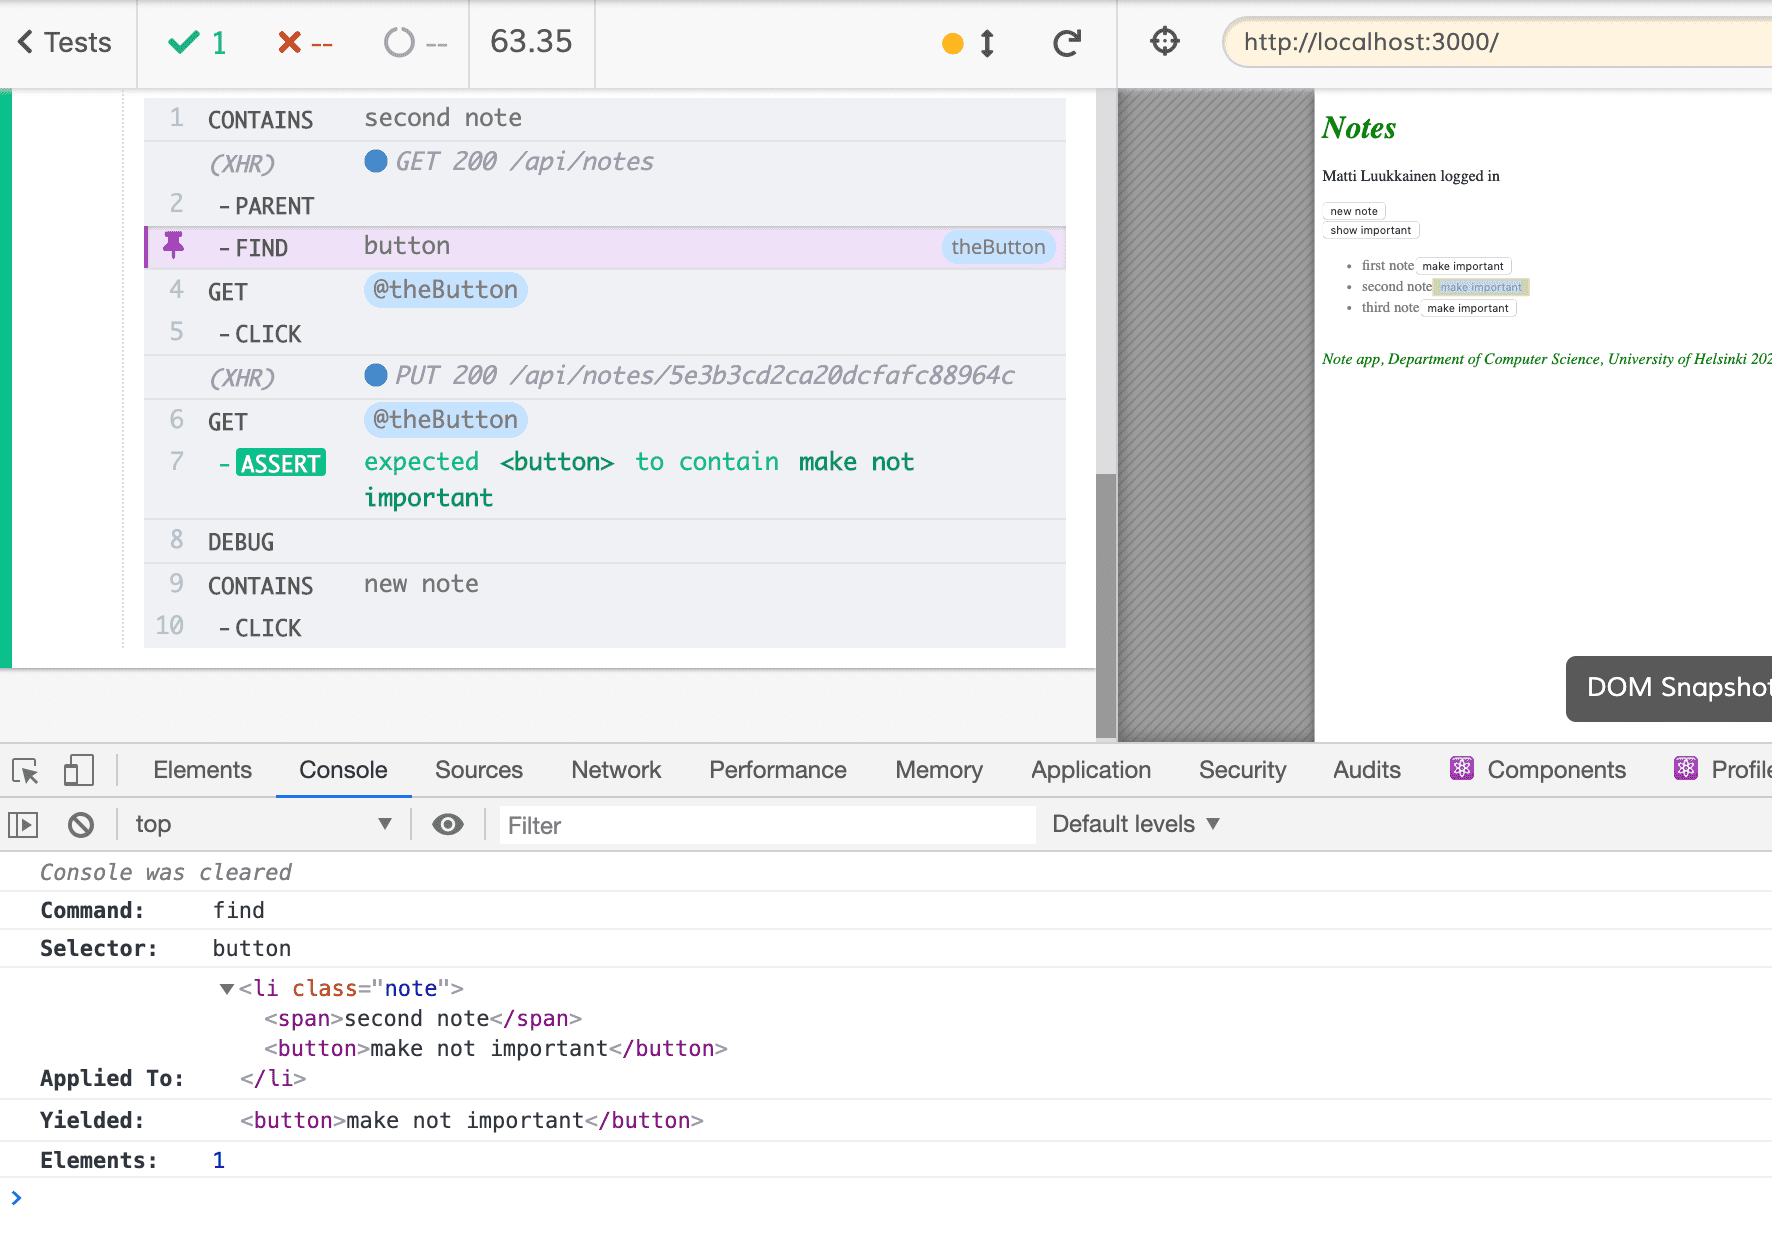 Tests 1 -- -- 63.35 http://localhost:3000/
1 CONTAINS second note
(XHR) GET 200 /api/notes
2 -PARENT
-FIND button theButton
4 GET @theButton
5 -CLICK
(XHR) PUT 200 /api/notes/5e3b3cd2ca20dcfafc88964c
6 GET @theButton
7 -ASSERT expected <button> to contain make not
important
8 DEBUG
9 CONTAINS new note
10 -CLICK
Notes
Matti Luukkainen logged in
new note
show important
• first note make important
• second note make important
• third note make important
Note app, Department of Computer Science, University of Helsinki 202
DOM Snapshot
Elements Console Sources Network Performance Memory Application Security Audits Components Profile
top Filter Default levels
Console was cleared
Command: find
Selector: button
<li class="note">
<span>second note</span>
<button>make not important</button>
Applied To: </li>
Yielded: <button>make not important</button>
Elements: 1
>